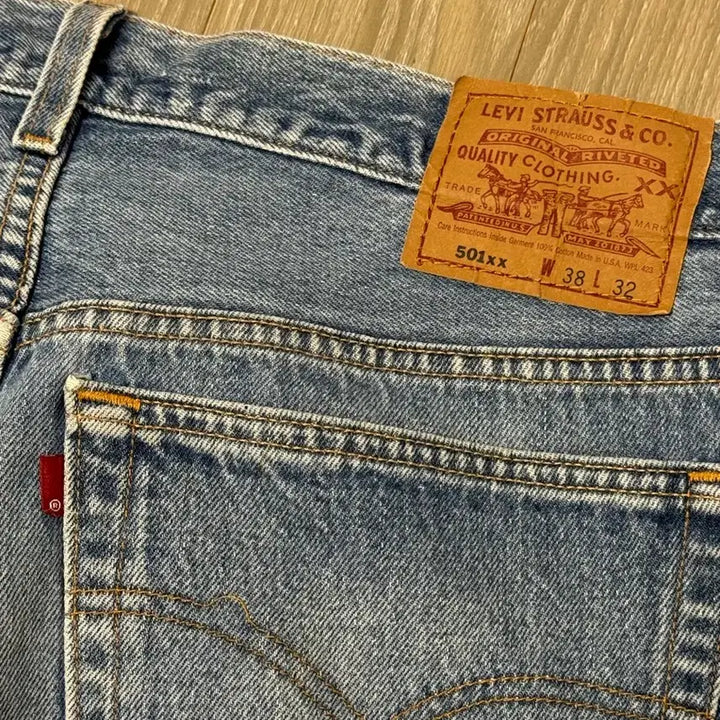 LEVI STRAUSS & CO.
SAN FRANCISCO, CAL.
ORIGINAL RIVETED
QUALITY CLOTHING.
XX
TRADE MARK
PATENTED IN U.S. MAY 20 1873
Care Instructions Inside Garment 100% Cotton Made in U.S.A. WPL 423
501xx W 38 L 32
®